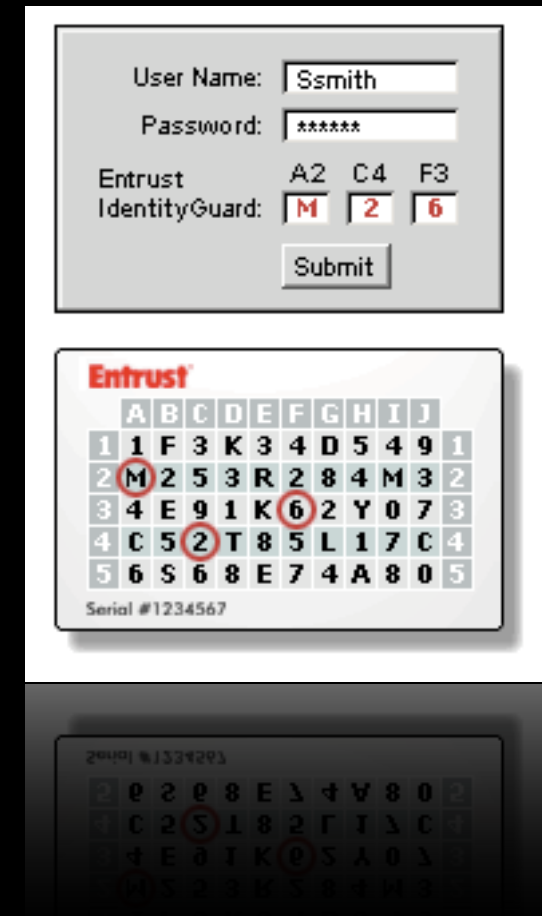 User Name: Ssmith
Password: ******
A2 C4 F3
Entrust
IdentityGuard: M 2 6
Submit
Entrust
A B C D E F G H I J
1 1 F 3 K 3 4 D 5 4 9 1
2 M 2 5 3 R 2 8 4 M 3 2
3 4 E 9 1 K 6 2 Y 0 7 3
4 C 5 2 T 8 5 L 1 7 C 4
5 6 S 6 8 E 7 4 A 8 0 5
Serial #1234567